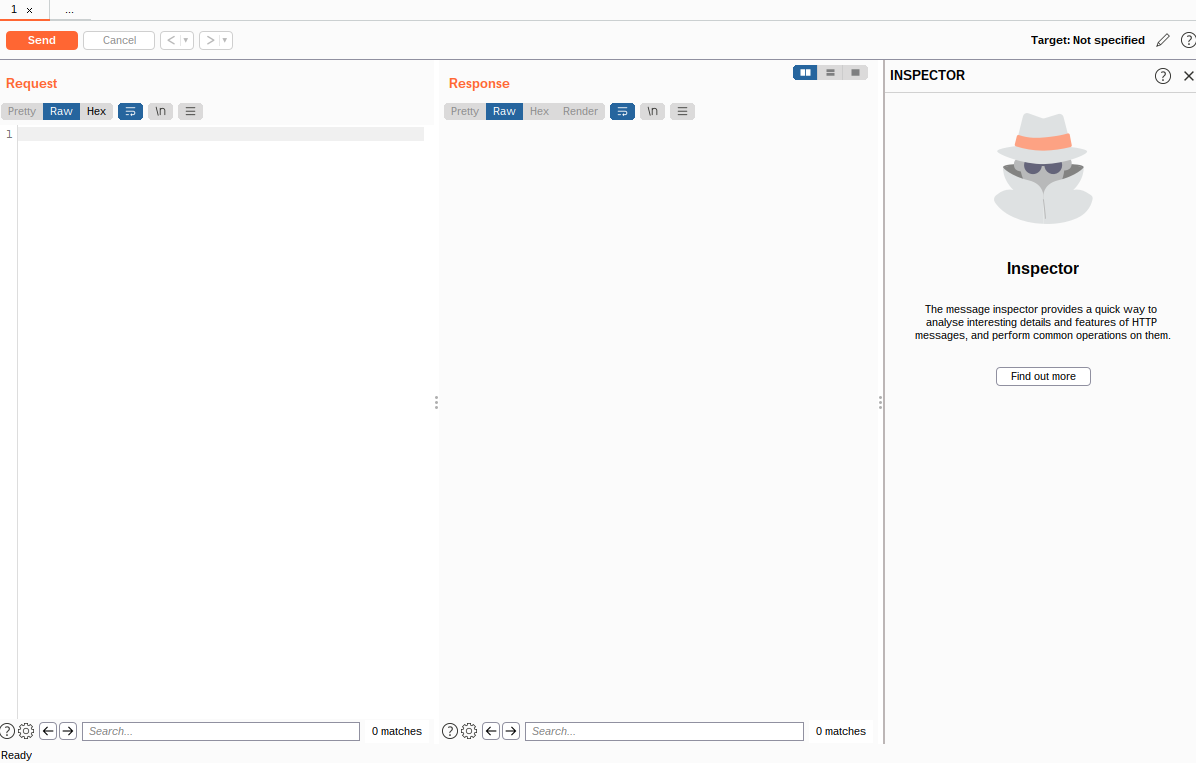 1 × ...
Send Cancel < > Target: Not specified ?
Request
Response
INSPECTOR ?
Pretty Raw Hex \n
Pretty Raw Hex Render \n
1
Inspector
The message inspector provides a quick way to
analyse interesting details and features of HTTP
messages, and perform common operations on them.
Find out more
? Search... 0 matches
? Search... 0 matches
Ready